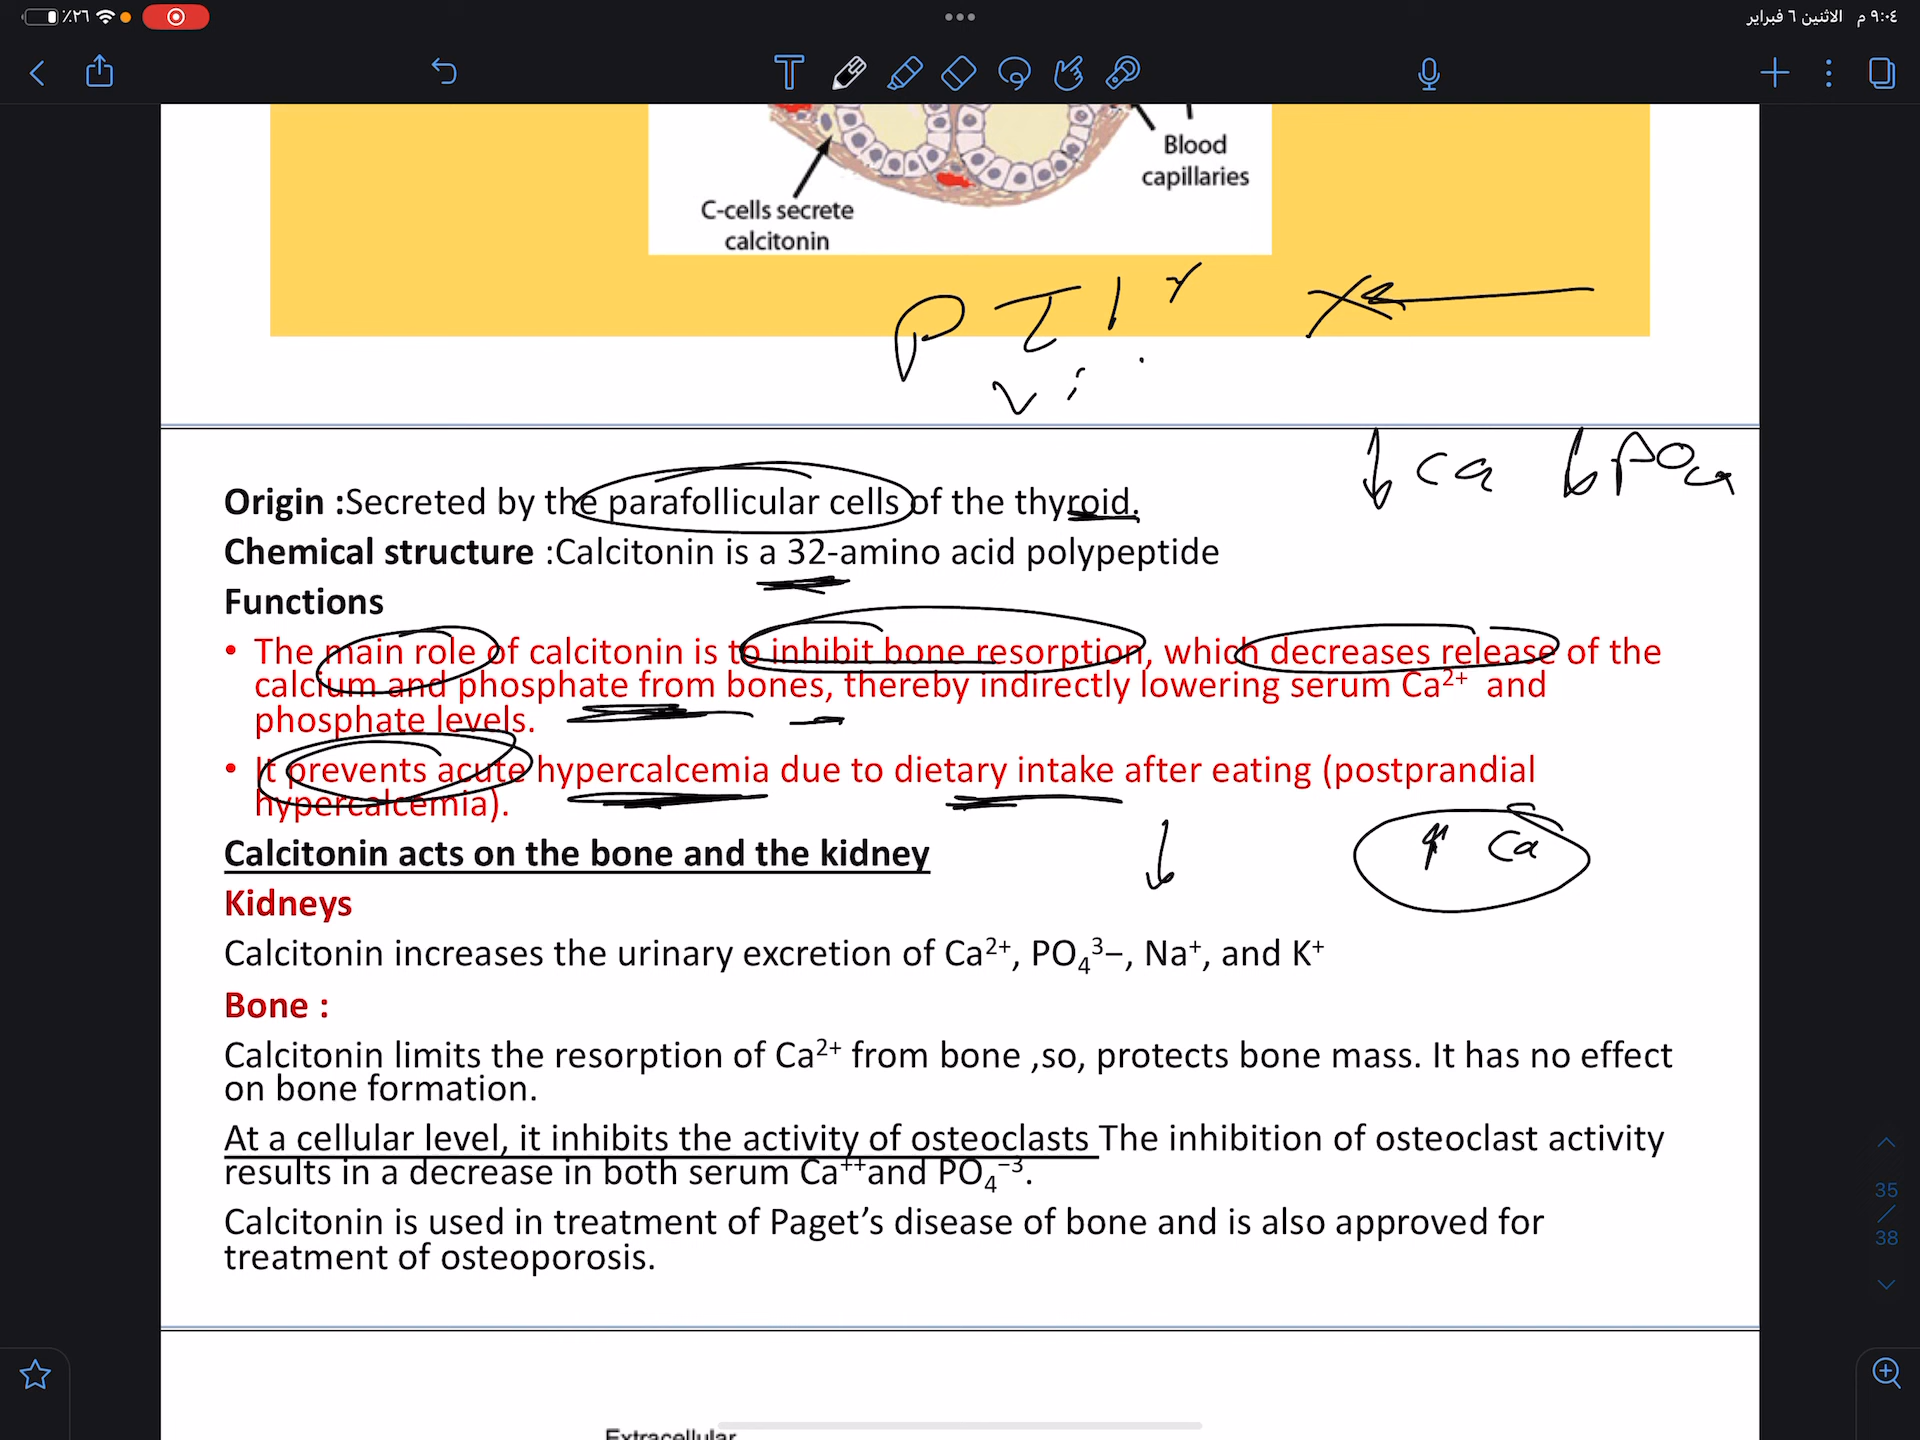 ٪٢٦
٩:٠٤ م الاثنين ٦ فبراير
Blood
capillaries
C-cells secrete
calcitonin
↓ Ca ↓ PO4
Origin :Secreted by the parafollicular cells of the thyroid.
Chemical structure :Calcitonin is a 32-amino acid polypeptide
Functions
• The main role of calcitonin is to inhibit bone resorption, which decreases release of the
calcium and phosphate from bones, thereby indirectly lowering serum Ca²⁺ and
phosphate levels.
• It prevents acute hypercalcemia due to dietary intake after eating (postprandial
hypercalcemia).
↑ Ca
Calcitonin acts on the bone and the kidney
Kidneys
Calcitonin increases the urinary excretion of Ca²⁺, PO₄³–, Na⁺, and K⁺
Bone :
Calcitonin limits the resorption of Ca²⁺ from bone ,so, protects bone mass. It has no effect
on bone formation.
At a cellular level, it inhibits the activity of osteoclasts The inhibition of osteoclast activity
results in a decrease in both serum Ca⁺⁺and PO₄⁻³.
Calcitonin is used in treatment of Paget’s disease of bone and is also approved for
treatment of osteoporosis.
35
/
38
Extracellular